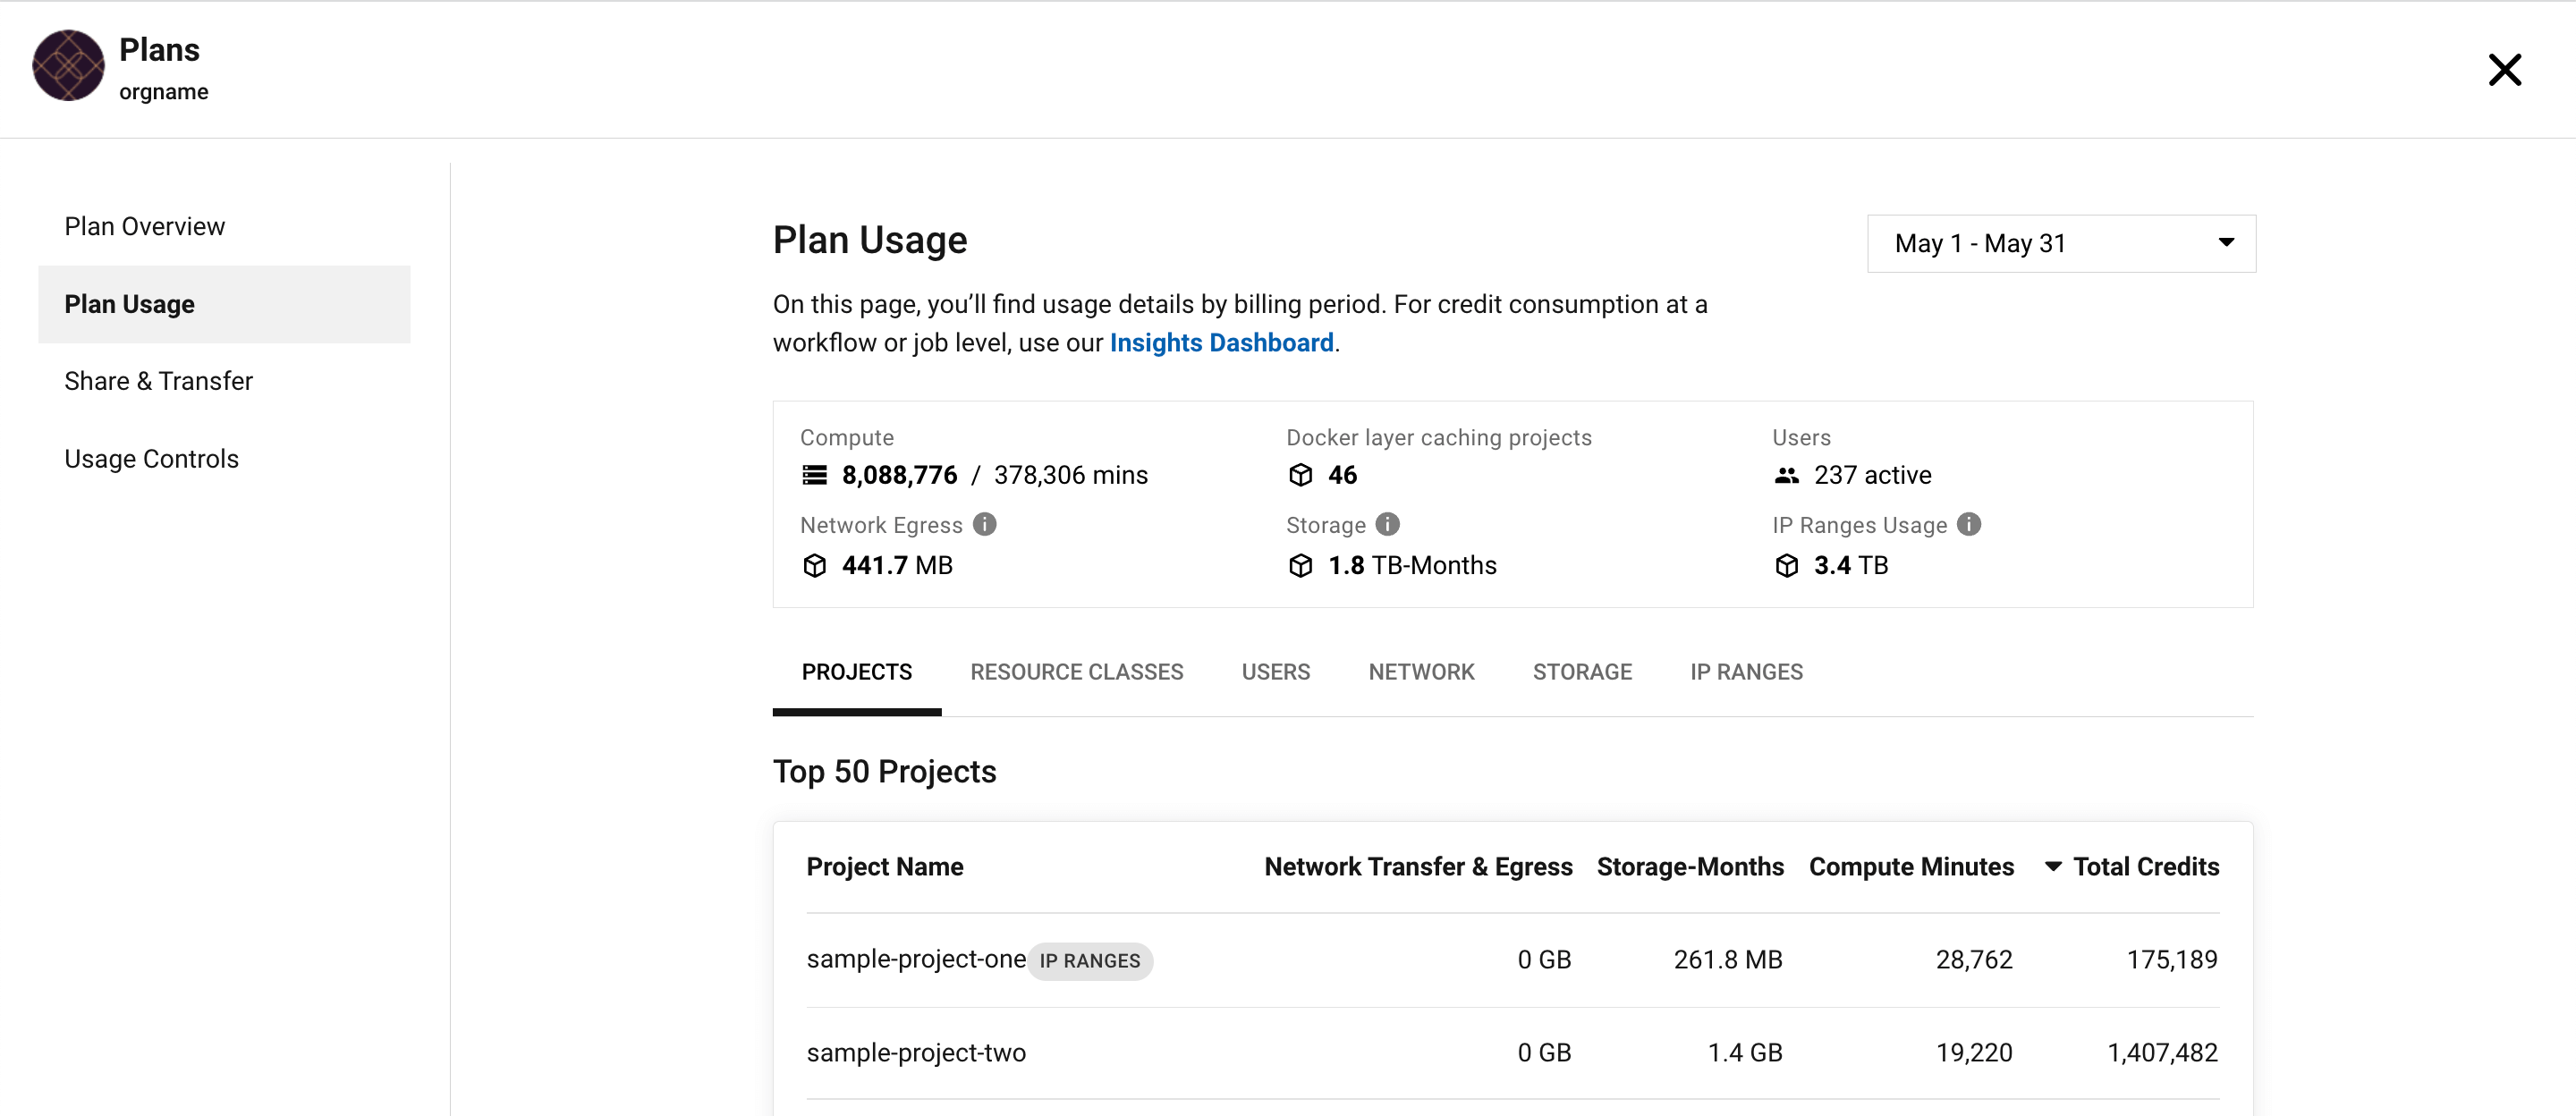 Plans
orgname
Plan Overview
Plan Usage
Share & Transfer
Usage Controls
Plan Usage
May 1 - May 31
On this page, you’ll find usage details by billing period. For credit consumption at a
workflow or job level, use our Insights Dashboard.
Compute
8,088,776 / 378,306 mins
Docker layer caching projects
46
Users
237 active
Network Egress
441.7 MB
Storage
1.8 TB-Months
IP Ranges Usage
3.4 TB
PROJECTS RESOURCE CLASSES USERS NETWORK STORAGE IP RANGES
Top 50 Projects
Project Name Network Transfer & Egress Storage-Months Compute Minutes Total Credits
sample-project-one IP RANGES 0 GB 261.8 MB 28,762 175,189
sample-project-two 0 GB 1.4 GB 19,220 1,407,482